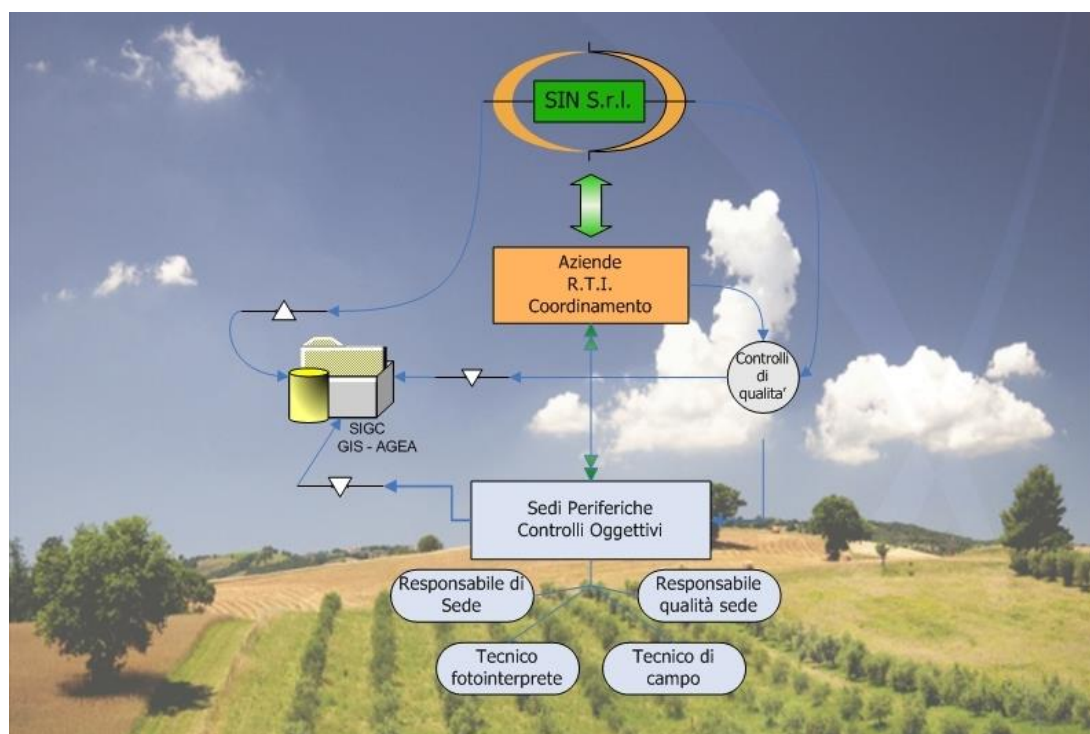 SIN S.r.l.
Aziende
R.T.I.
Coordinamento
Controlli
di
qualita'
SIGC
GIS - AGEA
Sedi Periferiche
Controlli Oggettivi
Responsabile di
Sede
Responsabile
qualità sede
Tecnico
fotointerprete
Tecnico di
campo